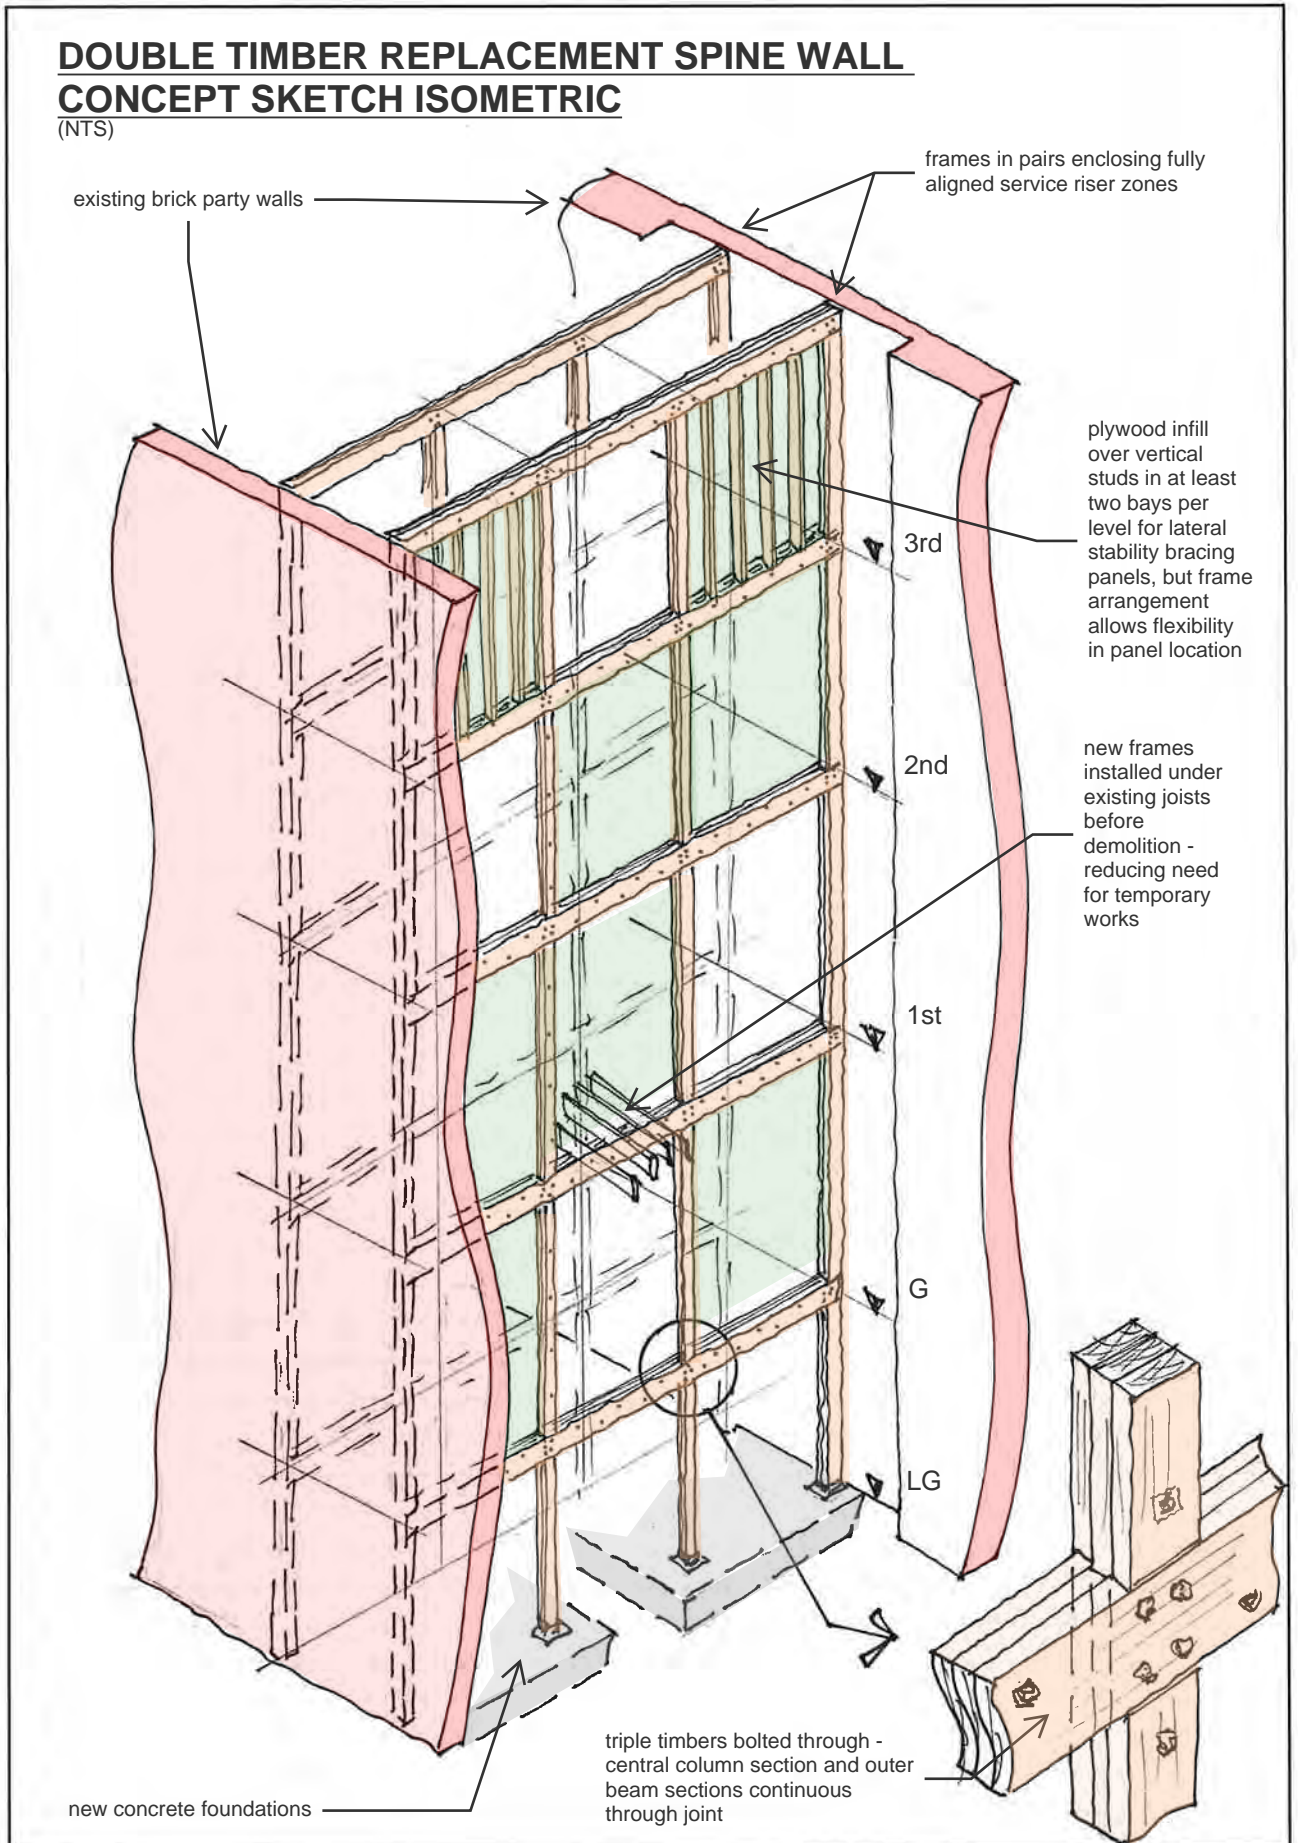 DOUBLE TIMBER REPLACEMENT SPINE WALL
CONCEPT SKETCH ISOMETRIC
(NTS)
existing brick party walls
frames in pairs enclosing fully
aligned service riser zones
plywood infill
over vertical
studs in at least
two bays per
level for lateral
stability bracing
panels, but frame
arrangement
allows flexibility
in panel location
3rd
2nd
new frames
installed under
existing joists
before
demolition -
reducing need
for temporary
works
1st
G
LG
triple timbers bolted through -
central column section and outer
beam sections continuous
through joint
new concrete foundations